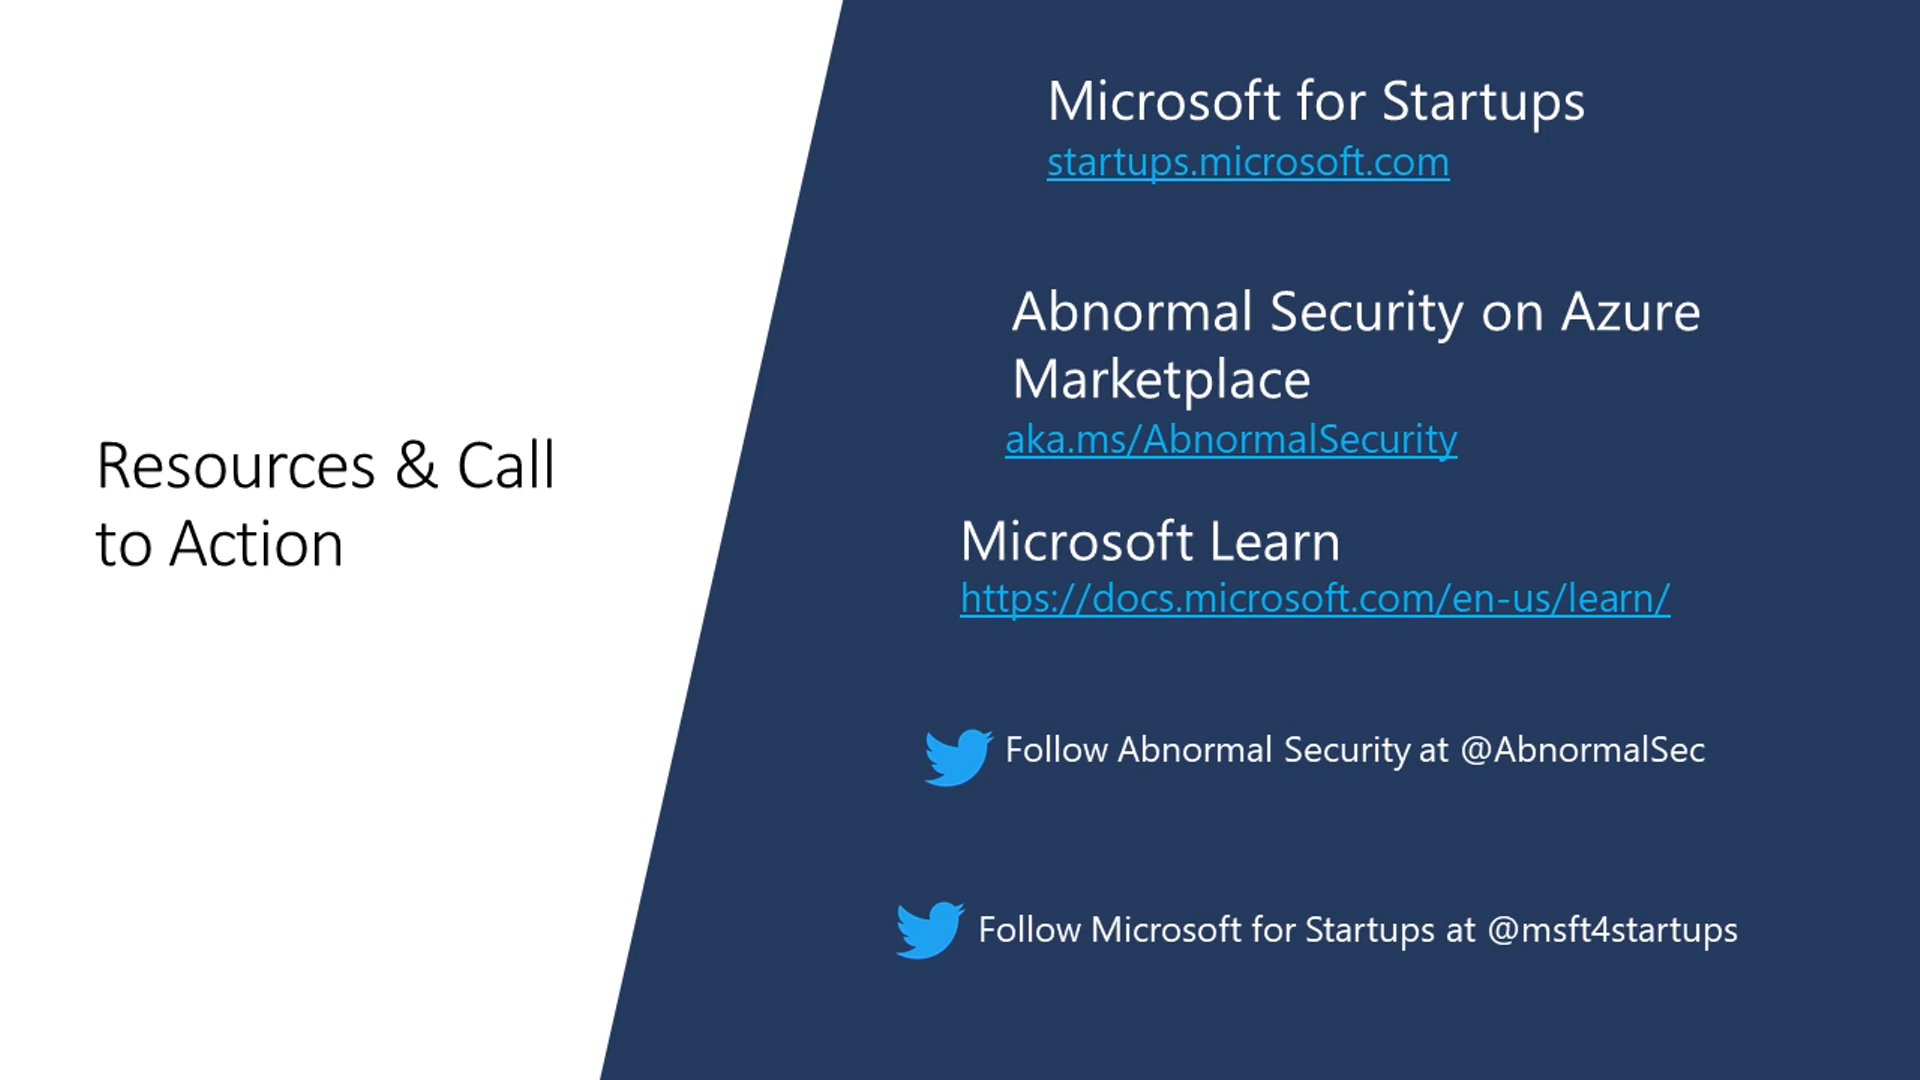 Resources & Call
to Action
Microsoft for Startups
startups.microsoft.com
Abnormal Security on Azure
Marketplace
aka.ms/AbnormalSecurity
Microsoft Learn
https://docs.microsoft.com/en-us/learn/
Follow Abnormal Security at @AbnormalSec
Follow Microsoft for Startups at @msft4startups